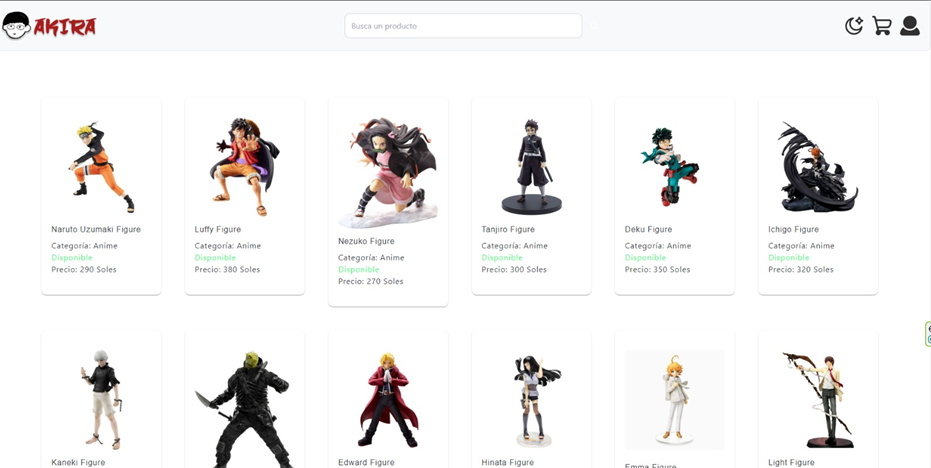 AKIRA
Busca un producto
Naruto Uzumaki Figure
Categoría: Anime
Disponible
Precio: 290 Soles
Luffy Figure
Categoría: Anime
Disponible
Precio: 380 Soles
Nezuko Figure
Categoría: Anime
Disponible
Precio: 270 Soles
Tanjiro Figure
Categoría: Anime
Disponible
Precio: 300 Soles
Deku Figure
Categoría: Anime
Disponible
Precio: 350 Soles
Ichigo Figure
Categoría: Anime
Disponible
Precio: 320 Soles
Kaneki Figure
Edward Figure
Hinata Figure
Emma Figure
Light Figure